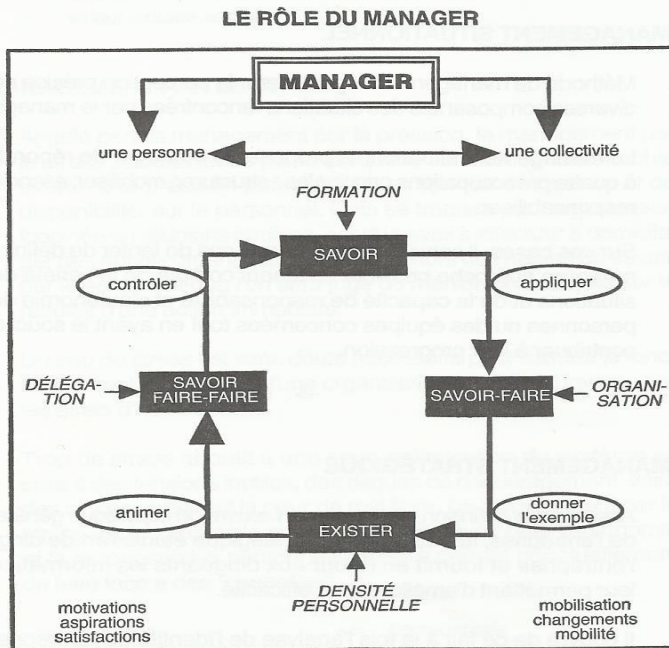 LE RÔLE DU MANAGER
MANAGER
une personne
une collectivité
FORMATION
SAVOIR
contrôler
appliquer
DÉLÉGA-
TION
SAVOIR
FAIRE-FAIRE
SAVOIR-FAIRE
ORGANI-
SATION
animer
donner
l'exemple
EXISTER
DENSITÉ
PERSONNELLE
motivations
aspirations
satisfactions
mobilisation
changements
mobilité